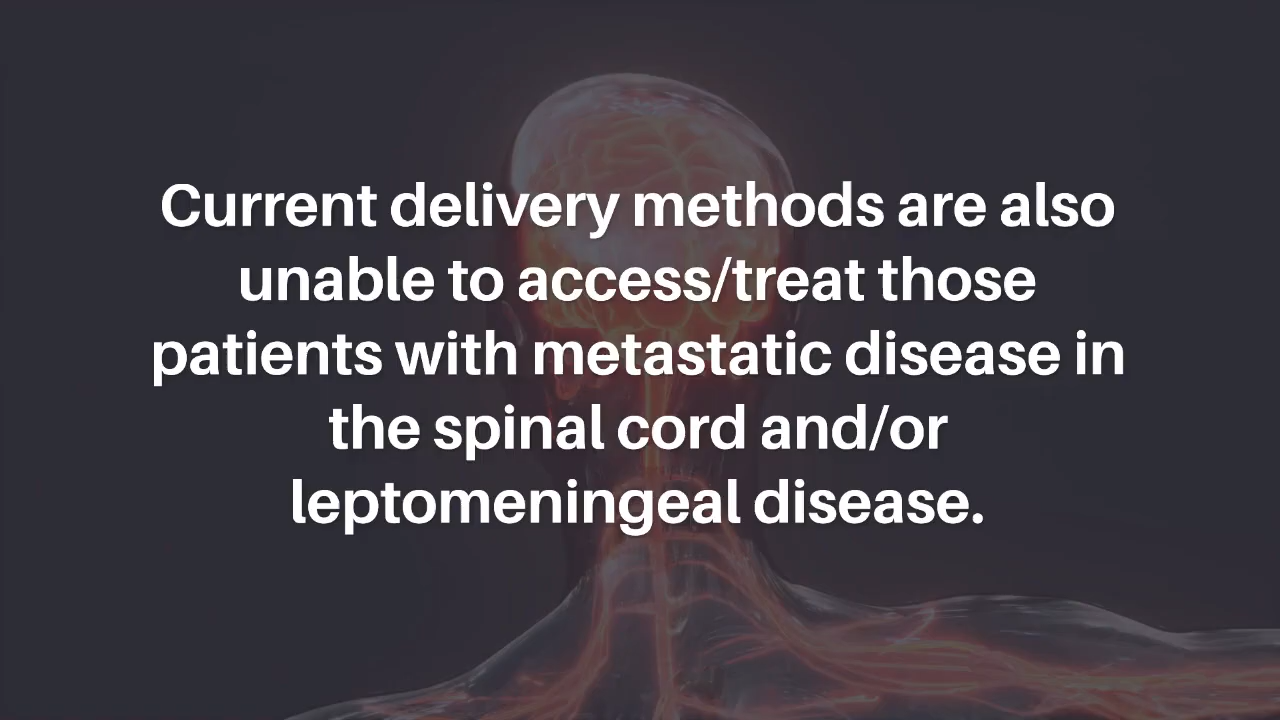 Current delivery methods are also
unable to access/treat those
patients with metastatic disease in
the spinal cord and/or
leptomeningeal disease.